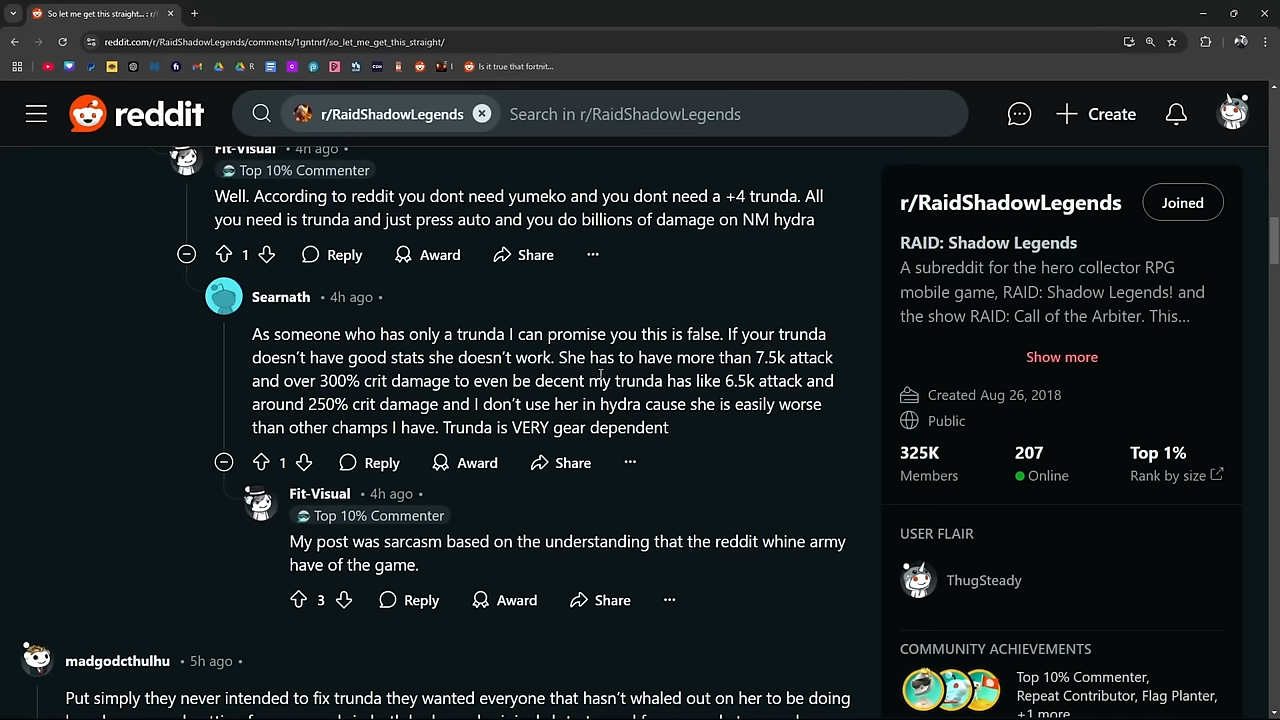 So let me get this straight... : r/
reddit.com/r/RaidShadowLegends/comments/1gntnrf/so_let_me_get_this_straight/
Is it true that fortnit...
reddit
r/RaidShadowLegends
Search in r/RaidShadowLegends
Create
Fit-Visual • 4h ago •
Top 10% Commenter
Well. According to reddit you dont need yumeko and you dont need a +4 trunda. All
you need is trunda and just press auto and you do billions of damage on NM hydra
1 Reply Award Share
Searnath • 4h ago •
As someone who has only a trunda I can promise you this is false. If your trunda
doesn't have good stats she doesn't work. She has to have more than 7.5k attack
and over 300% crit damage to even be decent my trunda has like 6.5k attack and
around 250% crit damage and I don't use her in hydra cause she is easily worse
than other champs I have. Trunda is VERY gear dependent
1 Reply Award Share
Fit-Visual • 4h ago •
Top 10% Commenter
My post was sarcasm based on the understanding that the reddit whine army
have of the game.
3 Reply Award Share
madgodcthulhu • 5h ago •
Put simply they never intended to fix trunda they wanted everyone that hasn't whaled out on her to be doing
r/RaidShadowLegends
Joined
RAID: Shadow Legends
A subreddit for the hero collector RPG
mobile game, RAID: Shadow Legends! and
the show RAID: Call of the Arbiter. This...
Show more
Created Aug 26, 2018
Public
325K 207 Top 1%
Members Online Rank by size
USER FLAIR
ThugSteady
COMMUNITY ACHIEVEMENTS
Top 10% Commenter,
Repeat Contributor, Flag Planter,
+1 more